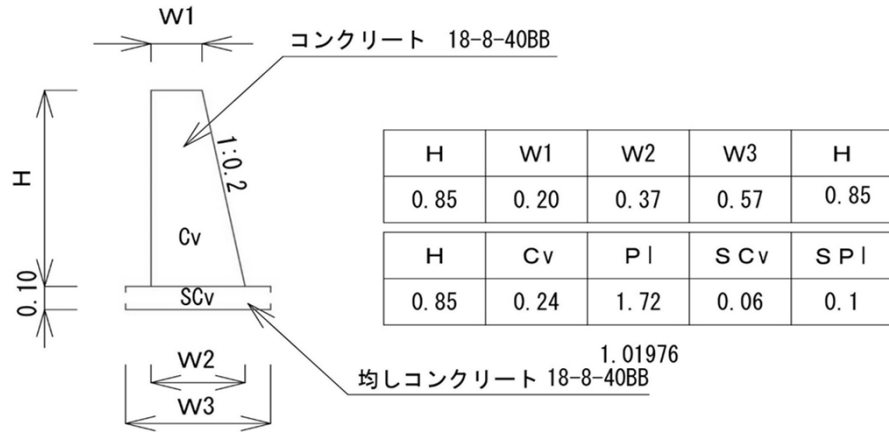 W1
コンクリート 18-8-40BB
H
1:0.2
Cv
0.10
SCv
W2
W3
均しコンクリート 18-8-40BB
H W1 W2 W3 H
0.85 0.20 0.37 0.57 0.85
H Cv Pl SCv SPl
0.85 0.24 1.72 0.06 0.1
1.01976